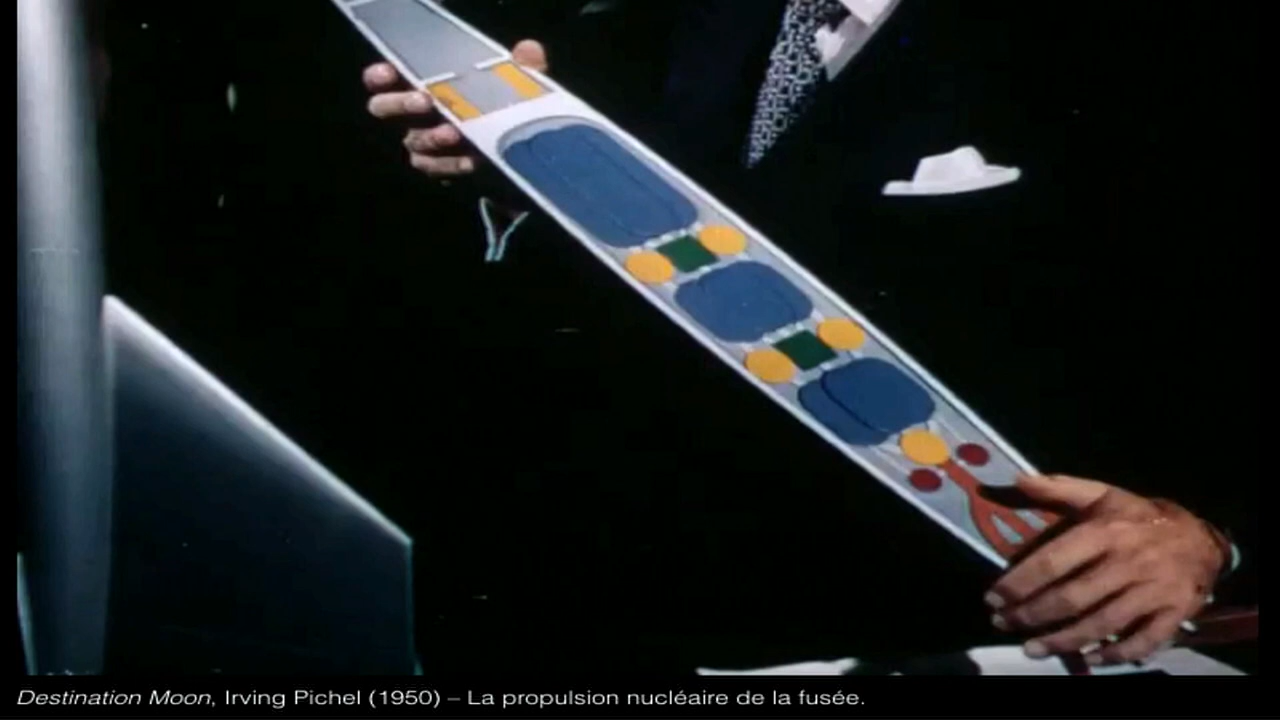 Destination Moon, Irving Pichel (1950) – La propulsion nucléaire de la fusée.